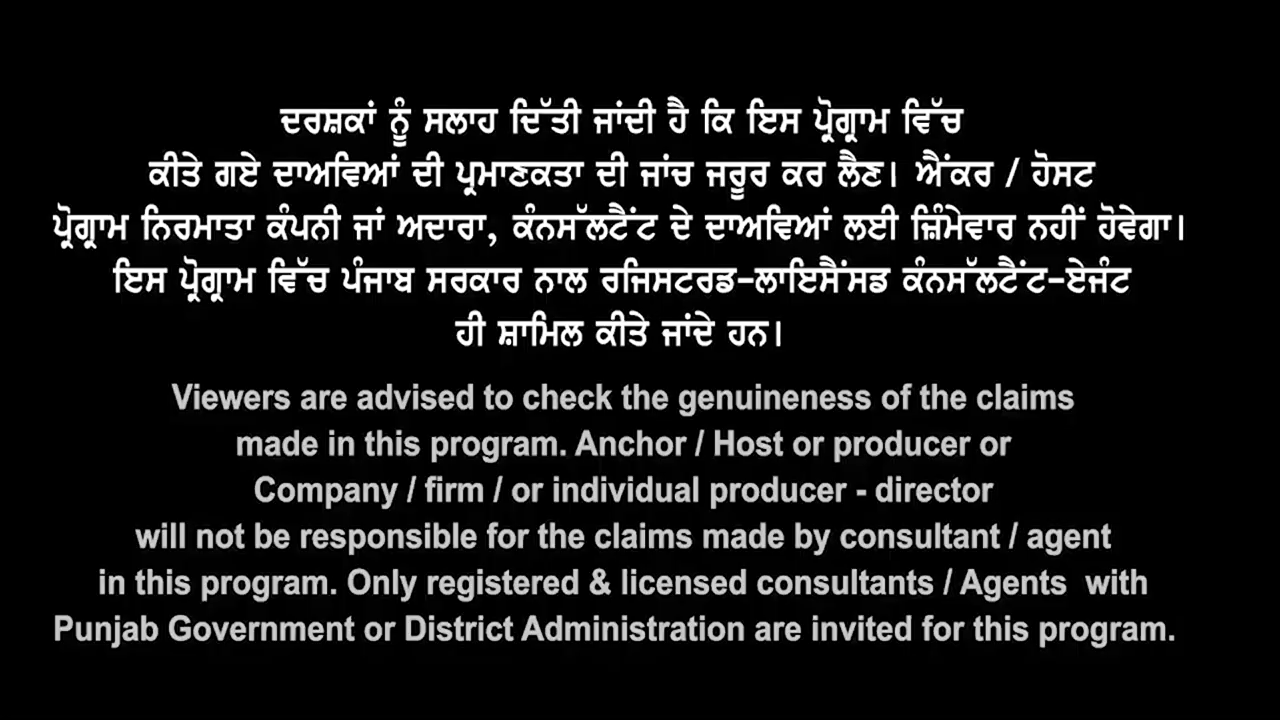 ਦਰਸ਼ਕਾਂ ਨੂੰ ਸਲਾਹ ਦਿੱਤੀ ਜਾਂਦੀ ਹੈ ਕਿ ਇਸ ਪ੍ਰੋਗ੍ਰਾਮ ਵਿੱਚ
ਕੀਤੇ ਗਏ ਦਾਅਵਿਆਂ ਦੀ ਪ੍ਰਮਾਣਕਤਾ ਦੀ ਜਾਂਚ ਜਰੂਰ ਕਰ ਲੈਣ। ਐਂਕਰ / ਹੋਸਟ
ਪ੍ਰੋਗ੍ਰਾਮ ਨਿਰਮਾਤਾ ਕੰਪਨੀ ਜਾਂ ਅਦਾਰਾ, ਕੰਨਸੱਲਟੈਂਟ ਦੇ ਦਾਅਵਿਆਂ ਲਈ ਜ਼ਿੰਮੇਵਾਰ ਨਹੀਂ ਹੋਵੇਗਾ।
ਇਸ ਪ੍ਰੋਗ੍ਰਾਮ ਵਿੱਚ ਪੰਜਾਬ ਸਰਕਾਰ ਨਾਲ ਰਜਿਸਟਰਡ-ਲਾਇਸੈਂਸਡ ਕੰਨਸੱਲਟੈਂਟ-ਏਜੰਟ
ਹੀ ਸ਼ਾਮਿਲ ਕੀਤੇ ਜਾਂਦੇ ਹਨ।
Viewers are advised to check the genuineness of the claims
made in this program. Anchor / Host or producer or
Company / firm / or individual producer - director
will not be responsible for the claims made by consultant / agent
in this program. Only registered & licensed consultants / Agents with
Punjab Government or District Administration are invited for this program.